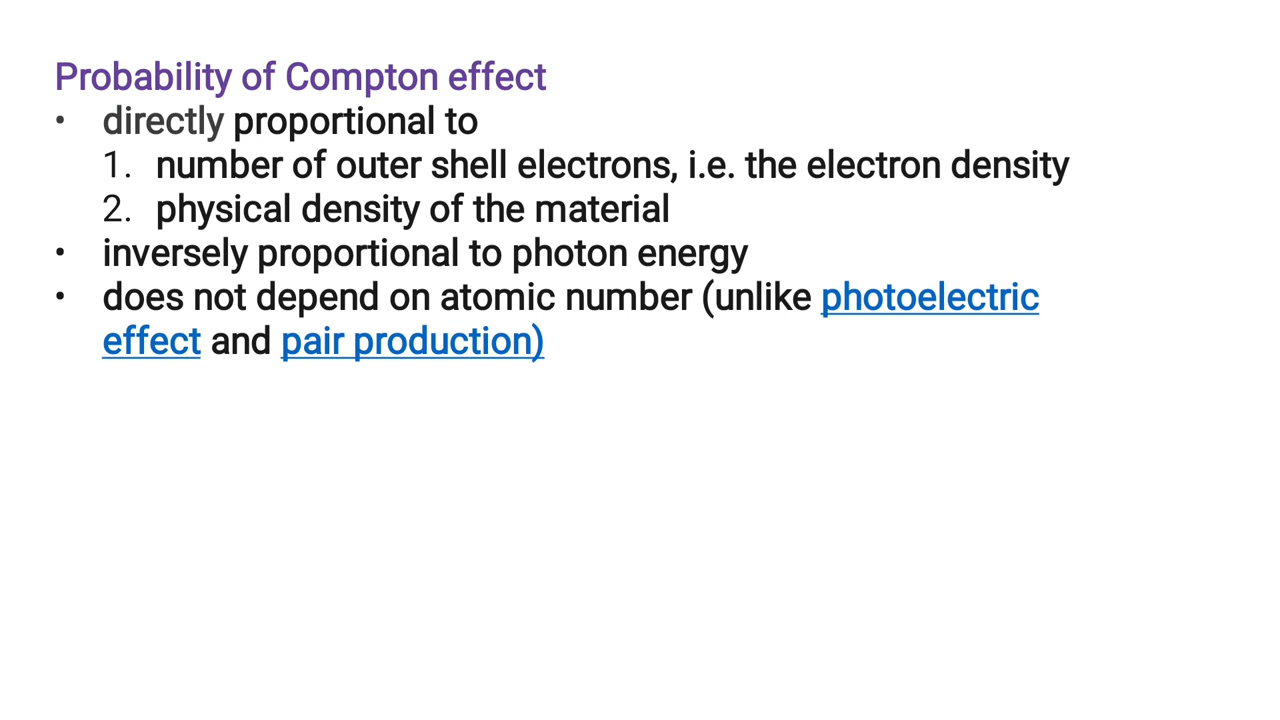 Probability of Compton effect
• directly proportional to
1. number of outer shell electrons, i.e. the electron density
2. physical density of the material
• inversely proportional to photon energy
• does not depend on atomic number (unlike photoelectric
effect and pair production)